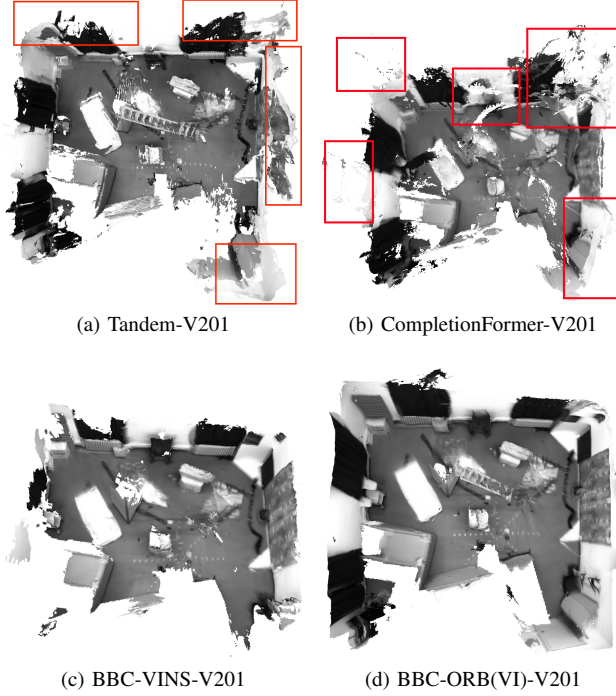 (a) Tandem-V201
(b) CompletionFormer-V201
(c) BBC-VINS-V201
(d) BBC-ORB(VI)-V201